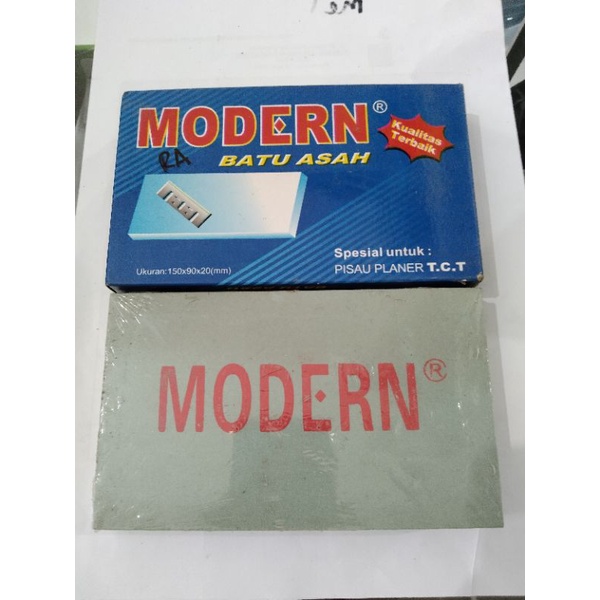 MODERN®
BATU ASAH
Kualitas
Terbaik
RA
Spesial untuk :
Ukuran:150x90x20(mm)
PISAU PLANER T.C.T
MODERN®